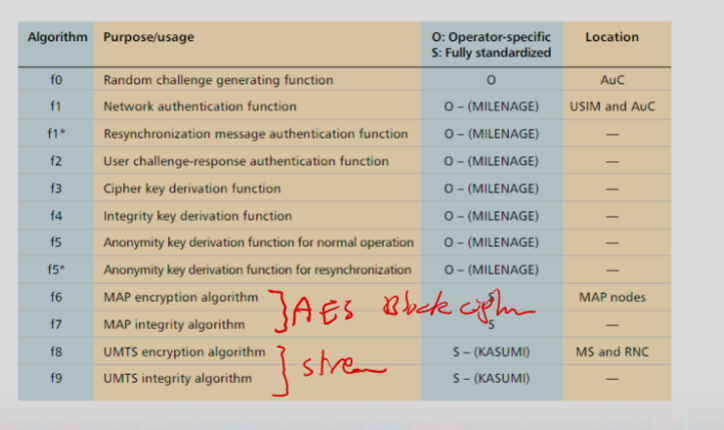 Algorithm Purpose/usage O: Operator-specific S: Fully standardized Location
f0 Random challenge generating function O AuC
f1 Network authentication function O – (MILENAGE) USIM and AuC
f1* Resynchronization message authentication function O – (MILENAGE) —
f2 User challenge-response authentication function O – (MILENAGE) —
f3 Cipher key derivation function O – (MILENAGE) —
f4 Integrity key derivation function O – (MILENAGE) —
f5 Anonymity key derivation function for normal operation O – (MILENAGE) —
f5* Anonymity key derivation function for resynchronization O – (MILENAGE) —
f6 MAP encryption algorithm S MAP nodes
AES Block cipher
f7 MAP integrity algorithm S —
f8 UMTS encryption algorithm S – (KASUMI) MS and RNC
f9 UMTS integrity algorithm S – (KASUMI) —